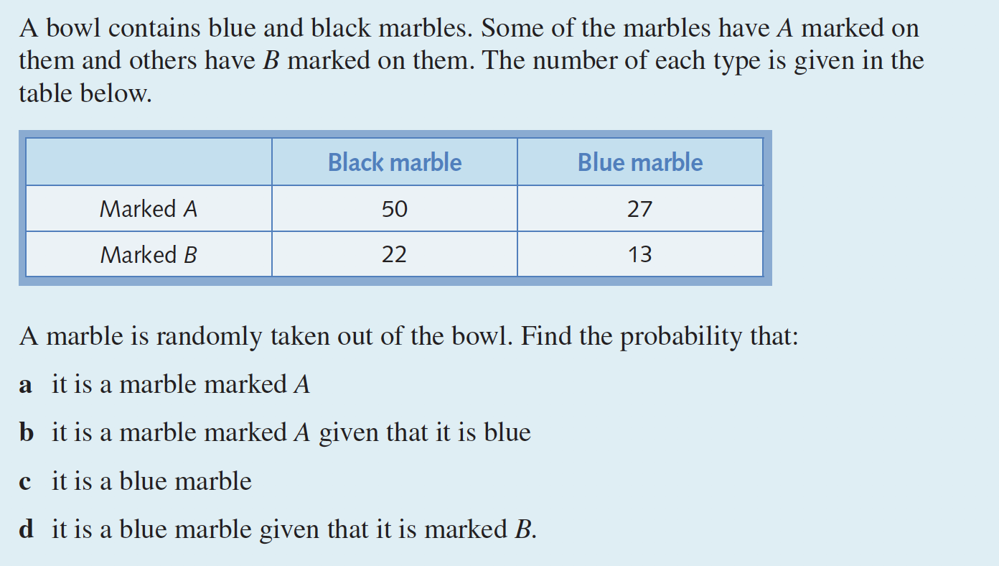 A bowl contains blue and black marbles. Some of the marbles have A marked on
them and others have B marked on them. The number of each type is given in the
table below.
Black marble Blue marble
Marked A 50 27
Marked B 22 13
A marble is randomly taken out of the bowl. Find the probability that:
a it is a marble marked A
b it is a marble marked A given that it is blue
c it is a blue marble
d it is a blue marble given that it is marked B.